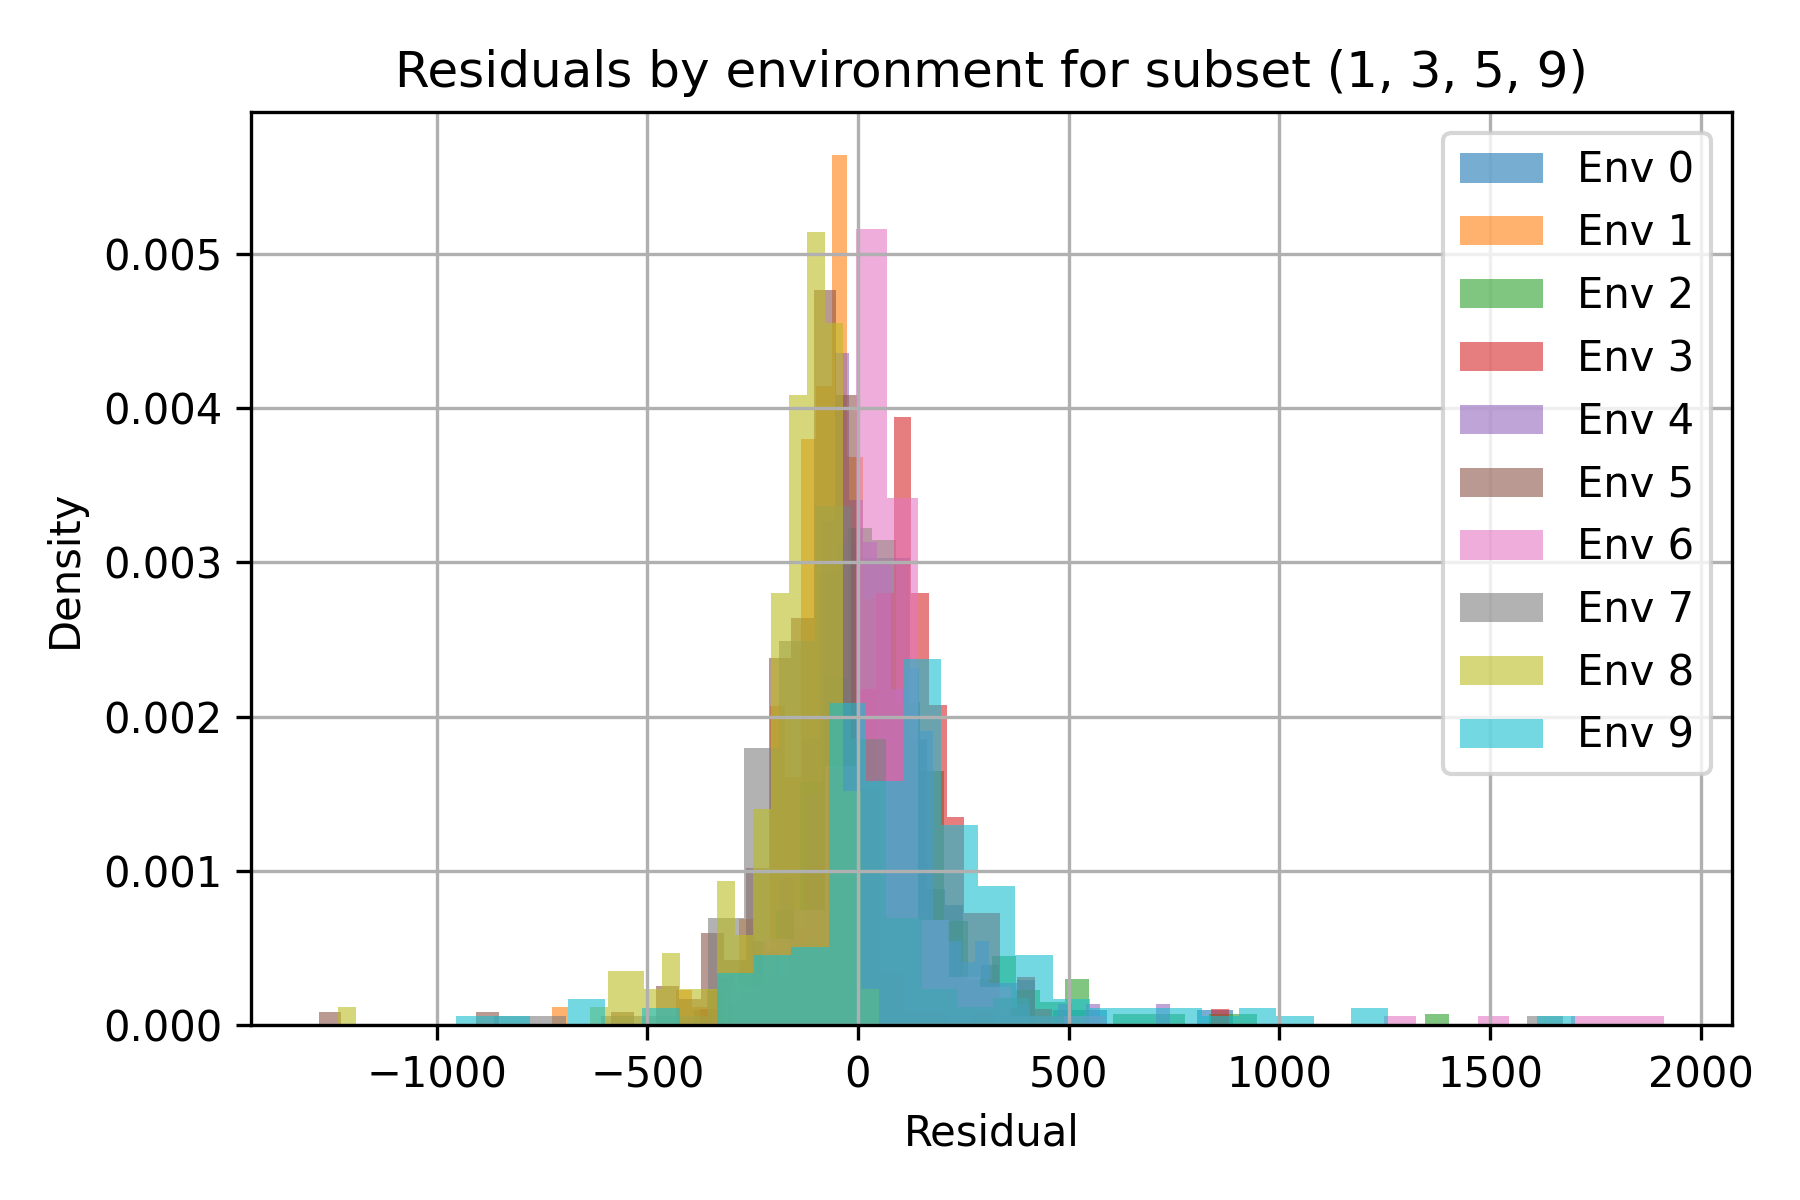 Residuals by environment for subset (1, 3, 5, 9)
Env 0
Env 1
Env 2
Env 3
Env 4
Env 5
Env 6
Env 7
Env 8
Env 9
Density
0.005
0.004
0.003
0.002
0.001
0.000
−1000 −500 0 500 1000 1500 2000
Residual